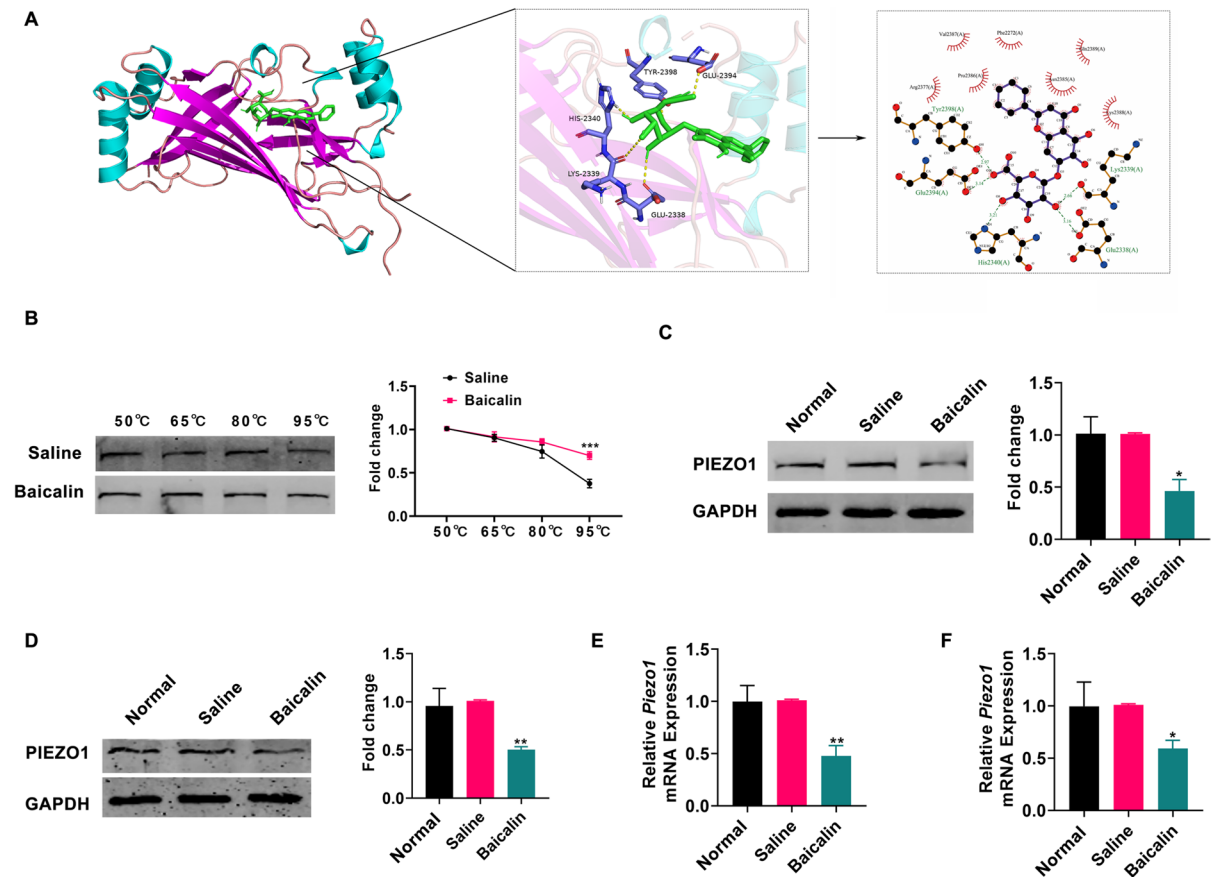 A
TYR-2398
GLU-2394
HIS-2340
LYS-2339
GLU-2338
Val2387(A)
Phe2272(A)
Pro2386(A)
Arg2377(A)
Tyr2398(A)
Glu2394(A)
Lys2339(A)
Glu2338(A)
His2340(A)
B
50℃ 65℃ 80℃ 95℃
Saline
Baicalin
Saline
Baicalin
Fold change
1.5
1.0
0.5
0.0
***
50℃ 65℃ 80℃ 95℃
C
Normal Saline Baicalin
PIEZO1
GAPDH
Fold change
1.5
1.0
0.5
0.0
*
Normal Saline Baicalin
D
Normal Saline Baicalin
PIEZO1
GAPDH
Fold change
1.5
1.0
0.5
0.0
**
Normal Saline Baicalin
E
Relative Piezo1
mRNA Expression
1.5
1.0
0.5
0.0
**
Normal Saline Baicalin
F
Relative Piezo1
mRNA Expression
1.5
1.0
0.5
0.0
*
Normal Saline Baicalin